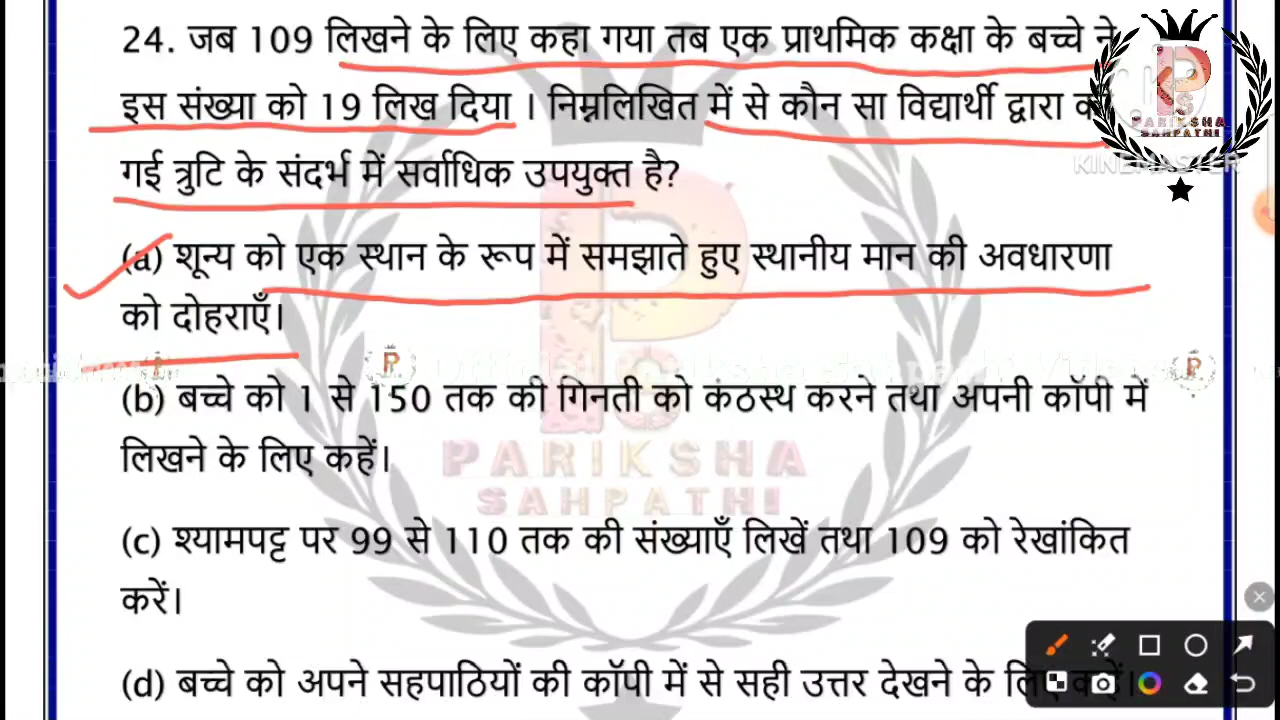 24. जब 109 लिखने के लिए कहा गया तब एक प्राथमिक कक्षा के बच्चे ने
इस संख्या को 19 लिख दिया । निम्नलिखित में से कौन सा विद्यार्थी द्वारा
गई त्रुटि के संदर्भ में सर्वाधिक उपयुक्त है?
(a) शून्य को एक स्थान के रूप में समझाते हुए स्थानीय मान की अवधारणा
को दोहराएँ।
(b) बच्चे को 1 से 150 तक की गिनती को कंठस्थ करने तथा अपनी कॉपी में
लिखने के लिए कहें।
(c) श्यामपट्ट पर 99 से 110 तक की संख्याएँ लिखें तथा 109 को रेखांकित
करें।
(d) बच्चे को अपने सहपाठियों की कॉपी में से सही उत्तर देखने के
PARIKSHA
SAHPATHI
PARIKSHA
SAHPATHI
KINEMASTER